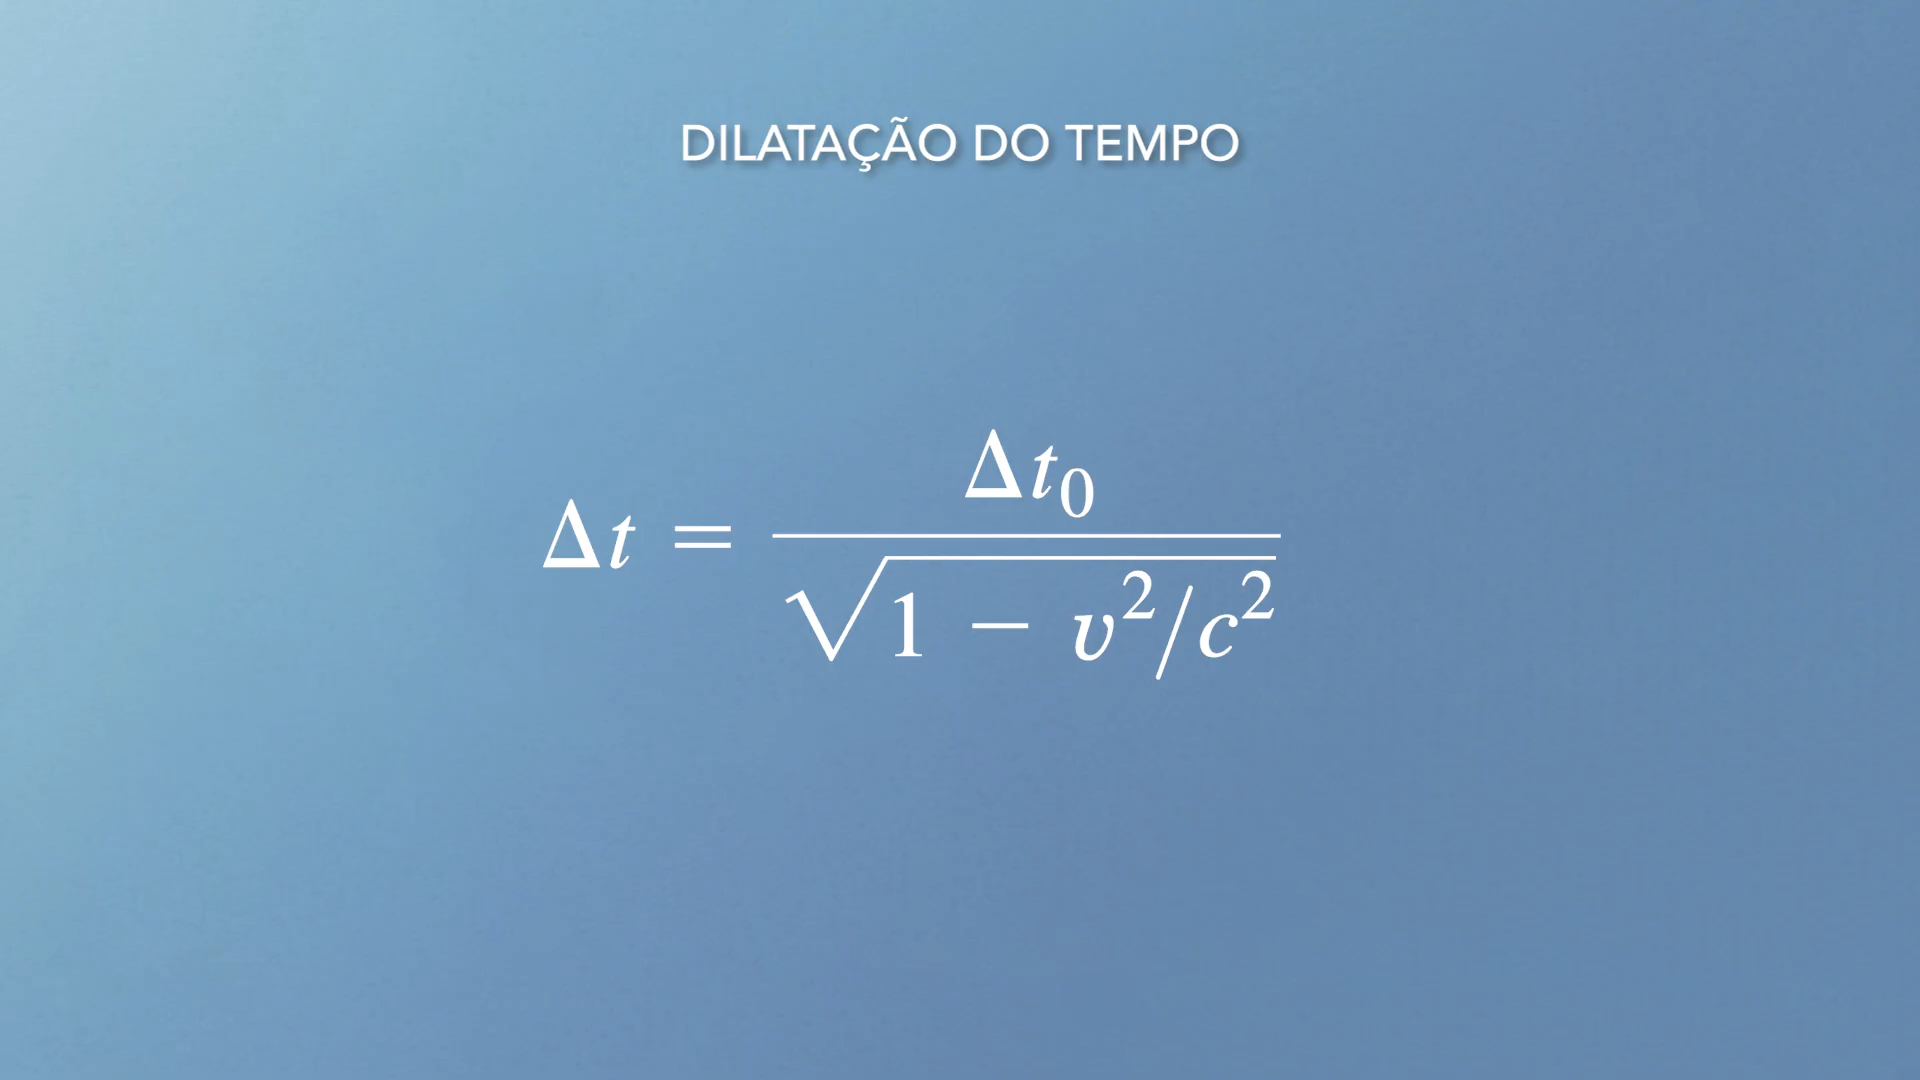 DILATAÇÃO DO TEMPO
Δt = Δt₀ / √(1 − v²/c²)